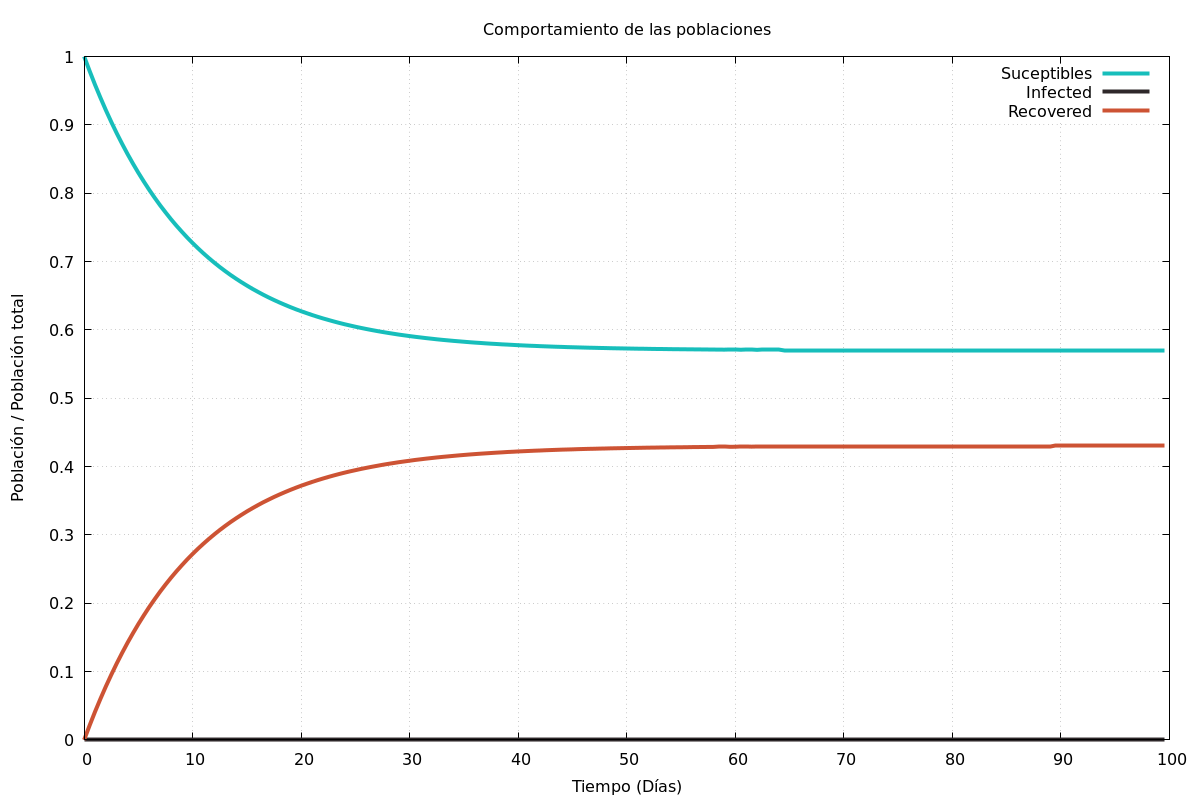 Comportamiento de las poblaciones
Suceptibles
Infected
Recovered
1
0.9
0.8
0.7
0.6
0.5
0.4
0.3
0.2
0.1
0
Población / Población total
0 10 20 30 40 50 60 70 80 90 100
Tiempo (Días)